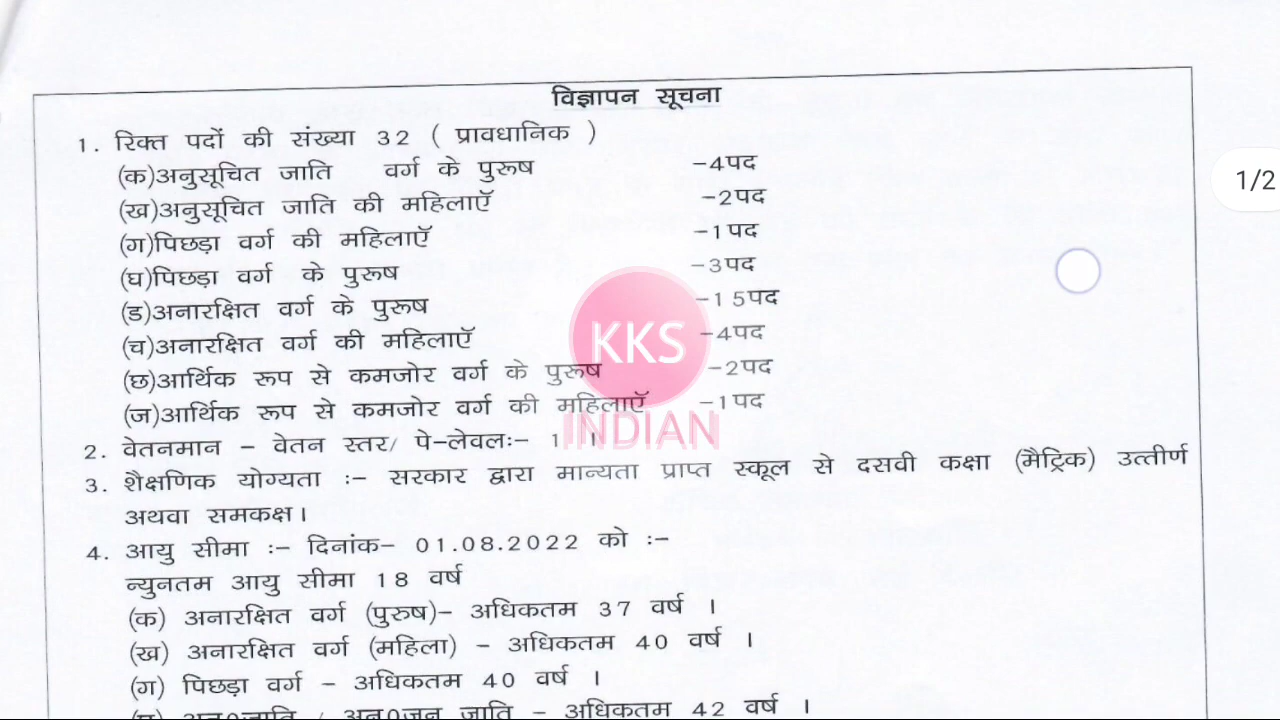 विज्ञापन सूचना
1. रिक्त पदों की संख्या 32 ( प्रावधानिक )
(क)अनुसूचित जाति वर्ग के पुरूष -4पद
(ख)अनुसूचित जाति की महिलाएँ -2पद
(ग)पिछड़ा वर्ग की महिलाएँ -1पद
(घ)पिछड़ा वर्ग के पुरूष -3पद
(ड)अनारक्षित वर्ग के पुरूष -15पद
(च)अनारक्षित वर्ग की महिलाएँ -4पद
(छ)आर्थिक रूप से कमजोर वर्ग के पुरूष -2पद
(ज)आर्थिक रूप से कमजोर वर्ग की महिलाएँ -1पद
2. वेतनमान - वेतन स्तर/ पे-लेवलः- 1 ।
3. शैक्षणिक योग्यता :- सरकार द्वारा मान्यता प्राप्त स्कूल से दसवी कक्षा (मैट्रिक) उत्तीर्ण
अथवा समकक्ष।
4. आयु सीमा :- दिनांक- 01.08.2022 को :-
न्युनतम आयु सीमा 18 वर्ष
(क) अनारक्षित वर्ग (पुरुष)- अधिकतम 37 वर्ष ।
(ख) अनारक्षित वर्ग (महिला) - अधिकतम 40 वर्ष ।
(ग) पिछड़ा वर्ग - अधिकतम 40 वर्ष ।
अनु0जाति / अनु0जन जाति - अधिकतम 42 वर्ष ।
1/2
KKS
INDIAN